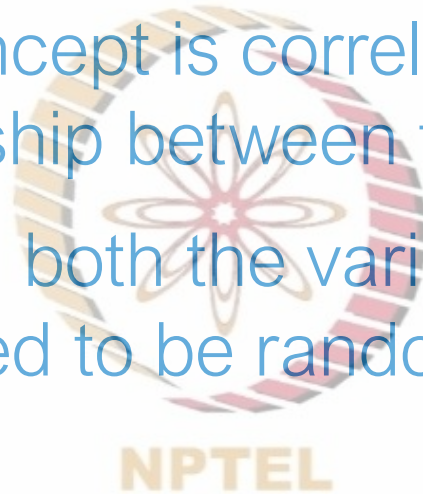 ncept is correl
ship between
both the vari
ed to be rando
NPTEL